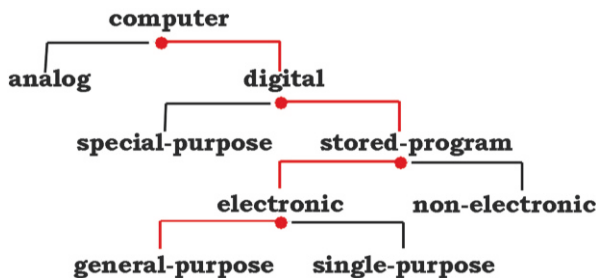 computer
analog digital
special-purpose stored-program
electronic non-electronic
general-purpose single-purpose